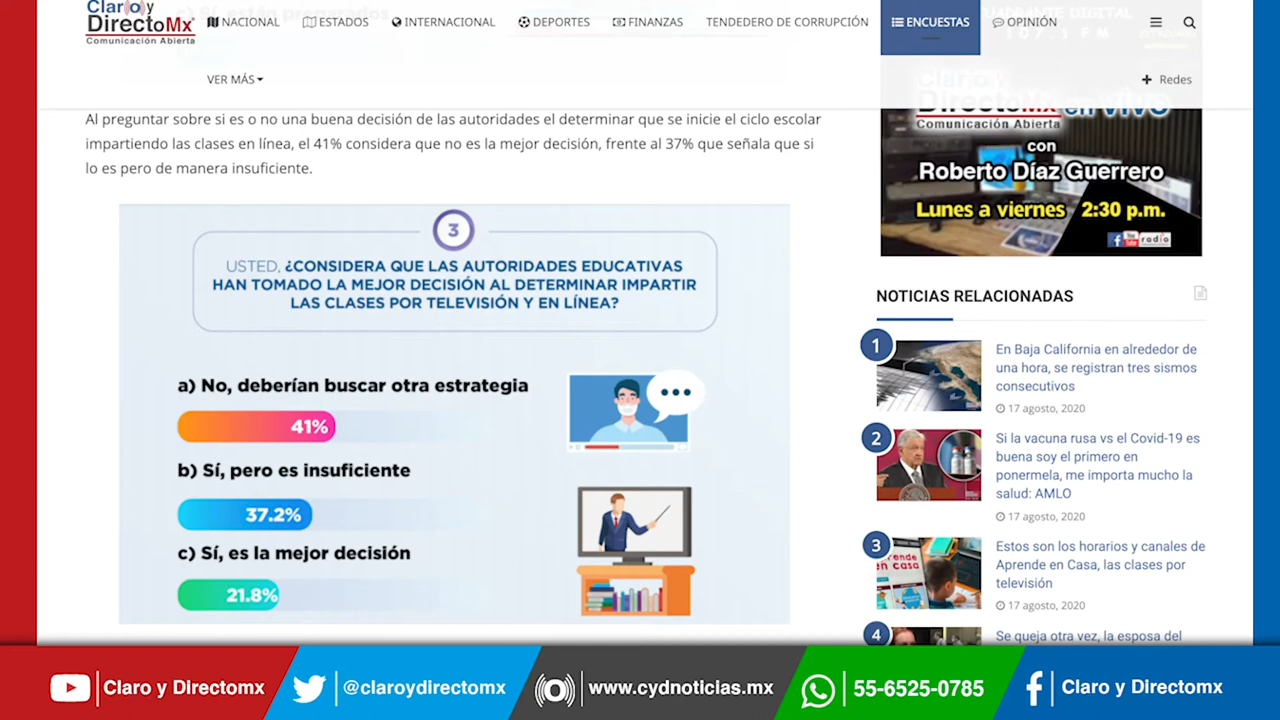 Claro y
DirectoMx
Comunicación Abierta
NACIONAL
ESTADOS
INTERNACIONAL
DEPORTES
FINANZAS
TENDEDERO DE CORRUPCIÓN
ENCUESTAS
OPINIÓN
VER MÁS
Redes
Al preguntar sobre si es o no una buena decisión de las autoridades el determinar que se inicie el ciclo escolar
impartiendo las clases en línea, el 41% considera que no es la mejor decisión, frente al 37% que señala que si
lo es pero de manera insuficiente.
3
USTED, ¿CONSIDERA QUE LAS AUTORIDADES EDUCATIVAS
HAN TOMADO LA MEJOR DECISIÓN AL DETERMINAR IMPARTIR
LAS CLASES POR TELEVISIÓN Y EN LÍNEA?
a) No, deberían buscar otra estrategia
41%
b) Sí, pero es insuficiente
37.2%
c) Sí, es la mejor decisión
21.8%
Claro y
DirectoMx en vivo
Comunicación Abierta
con
Roberto Díaz Guerrero
Lunes a viernes 2:30 p.m.
NOTICIAS RELACIONADAS
1
En Baja California en alrededor de
una hora, se registran tres sismos
consecutivos
17 agosto, 2020
2
Si la vacuna rusa vs el Covid-19 es
buena soy el primero en
ponermela, me importa mucho la
salud: AMLO
17 agosto, 2020
3
Estos son los horarios y canales de
Aprende en Casa, las clases por
televisión
17 agosto, 2020
4
Se queja otra vez, la esposa del
Claro y Directomx
@claroydirectomx
www.cydnoticias.mx
55-6525-0785
Claro y Directomx